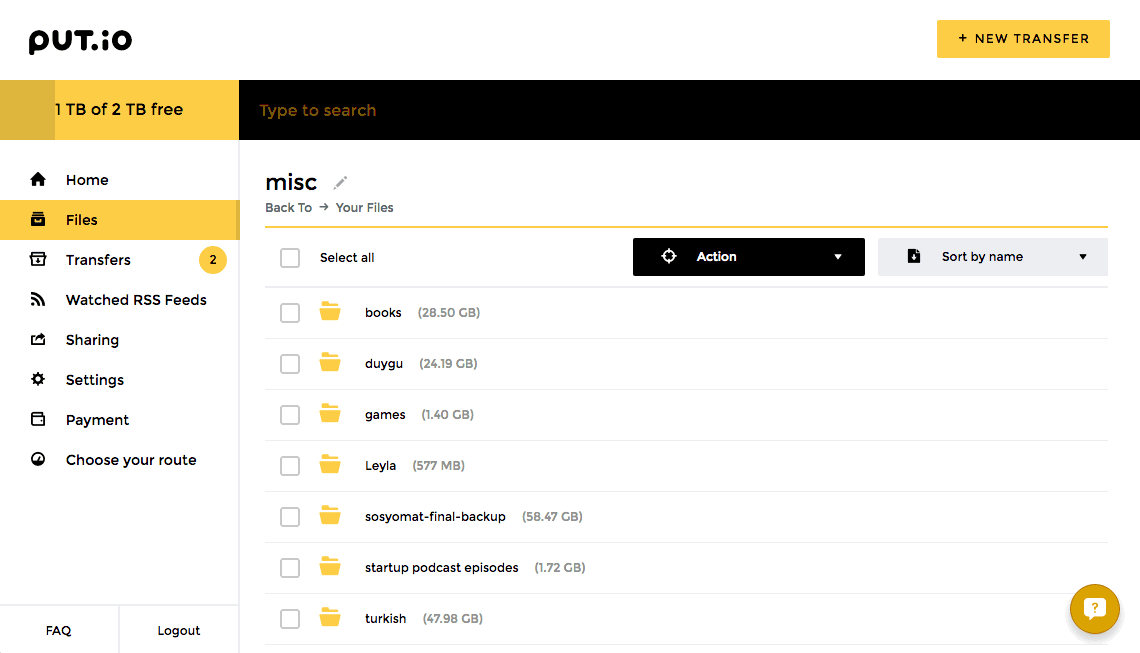 PUT.IO
+ NEW TRANSFER
1 TB of 2 TB free
Type to search
Home
Files
Transfers 2
Watched RSS Feeds
Sharing
Settings
Payment
Choose your route
FAQ
Logout
misc
Back To → Your Files
Select all
Action
Sort by name
books (28.50 GB)
duygu (24.19 GB)
games (1.40 GB)
Leyla (577 MB)
sosyomat-final-backup (58.47 GB)
startup podcast episodes (1.72 GB)
turkish (47.98 GB)
?